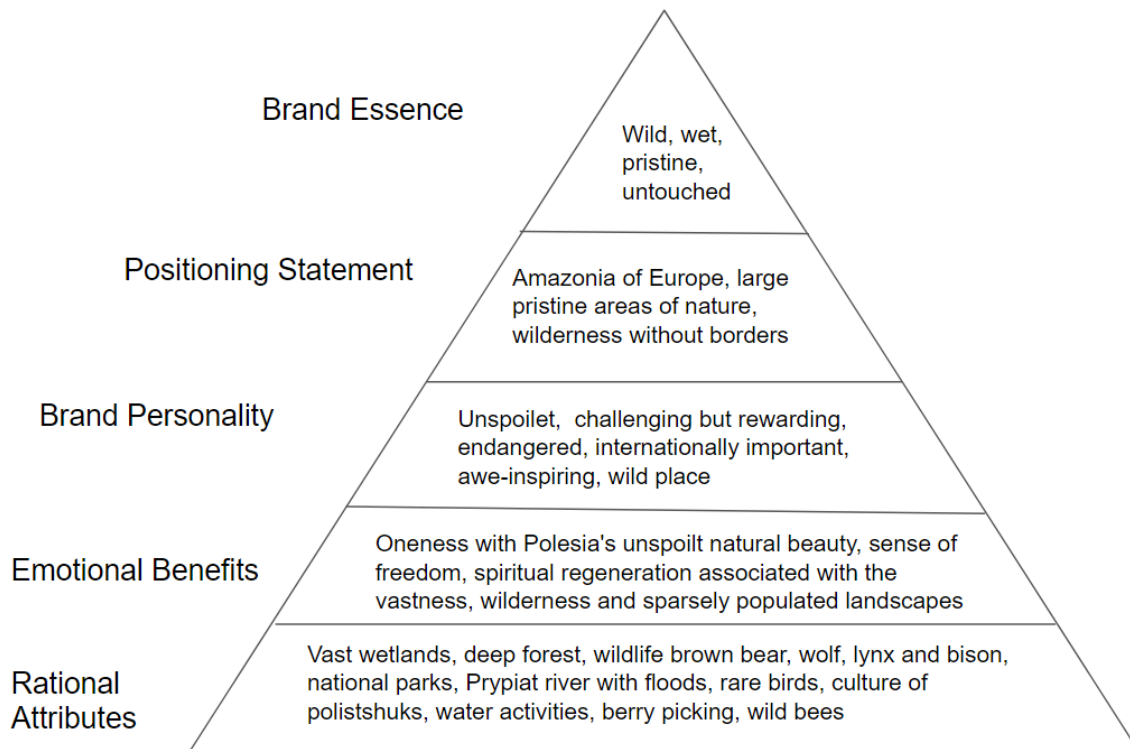 Brand Essence
Wild, wet,
pristine,
untouched
Positioning Statement
Amazonia of Europe, large
pristine areas of nature,
wilderness without borders
Brand Personality
Unspoilet,  challenging but rewarding,
endangered, internationally important,
awe-inspiring, wild place
Emotional Benefits
Oneness with Polesia's unspoilt natural beauty, sense of
freedom, spiritual regeneration associated with the
vastness, wilderness and sparsely populated landscapes
Rational
Attributes
Vast wetlands, deep forest, wildlife brown bear, wolf, lynx and bison,
national parks, Prypiat river with floods, rare birds, culture of
polistshuks, water activities, berry picking, wild bees